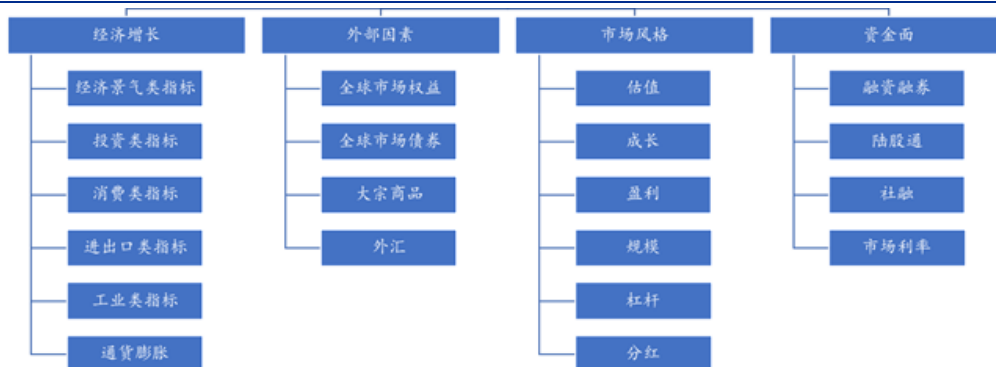 经济增长
经济景气类指标
投资类指标
消费类指标
进出口类指标
工业类指标
通货膨胀
外部因素
全球市场权益
全球市场债券
大宗商品
外汇
市场风格
估值
成长
盈利
规模
杠杆
分红
资金面
融资融券
陆股通
社融
市场利率